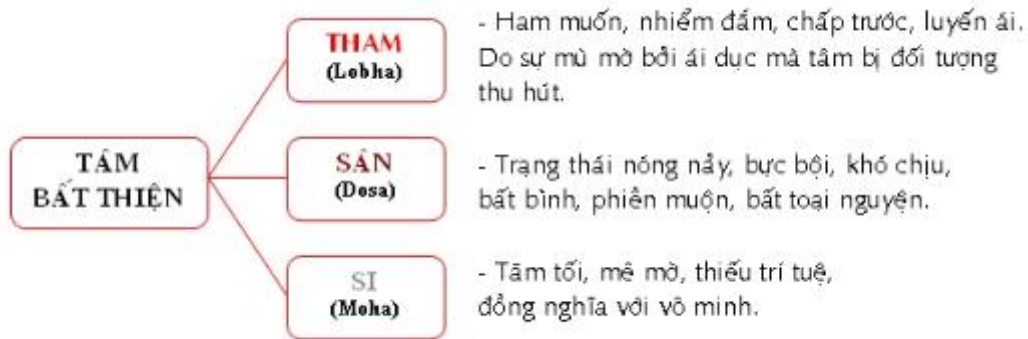 TÂM
BẤT THIỆN
THAM
(Lobha)
- Ham muốn, nhiễm đắm, chấp trước, luyến ái.
Do sự mù mờ bởi ái dục mà tâm bị đối tượng
thu hút.
SÂN
(Dosa)
- Trạng thái nóng nảy, bực bội, khó chịu,
bất bình, phiền muộn, bất toại nguyện.
SI
(Moha)
- Tăm tối, mê mờ, thiếu trí tuệ,
đồng nghĩa với vô minh.